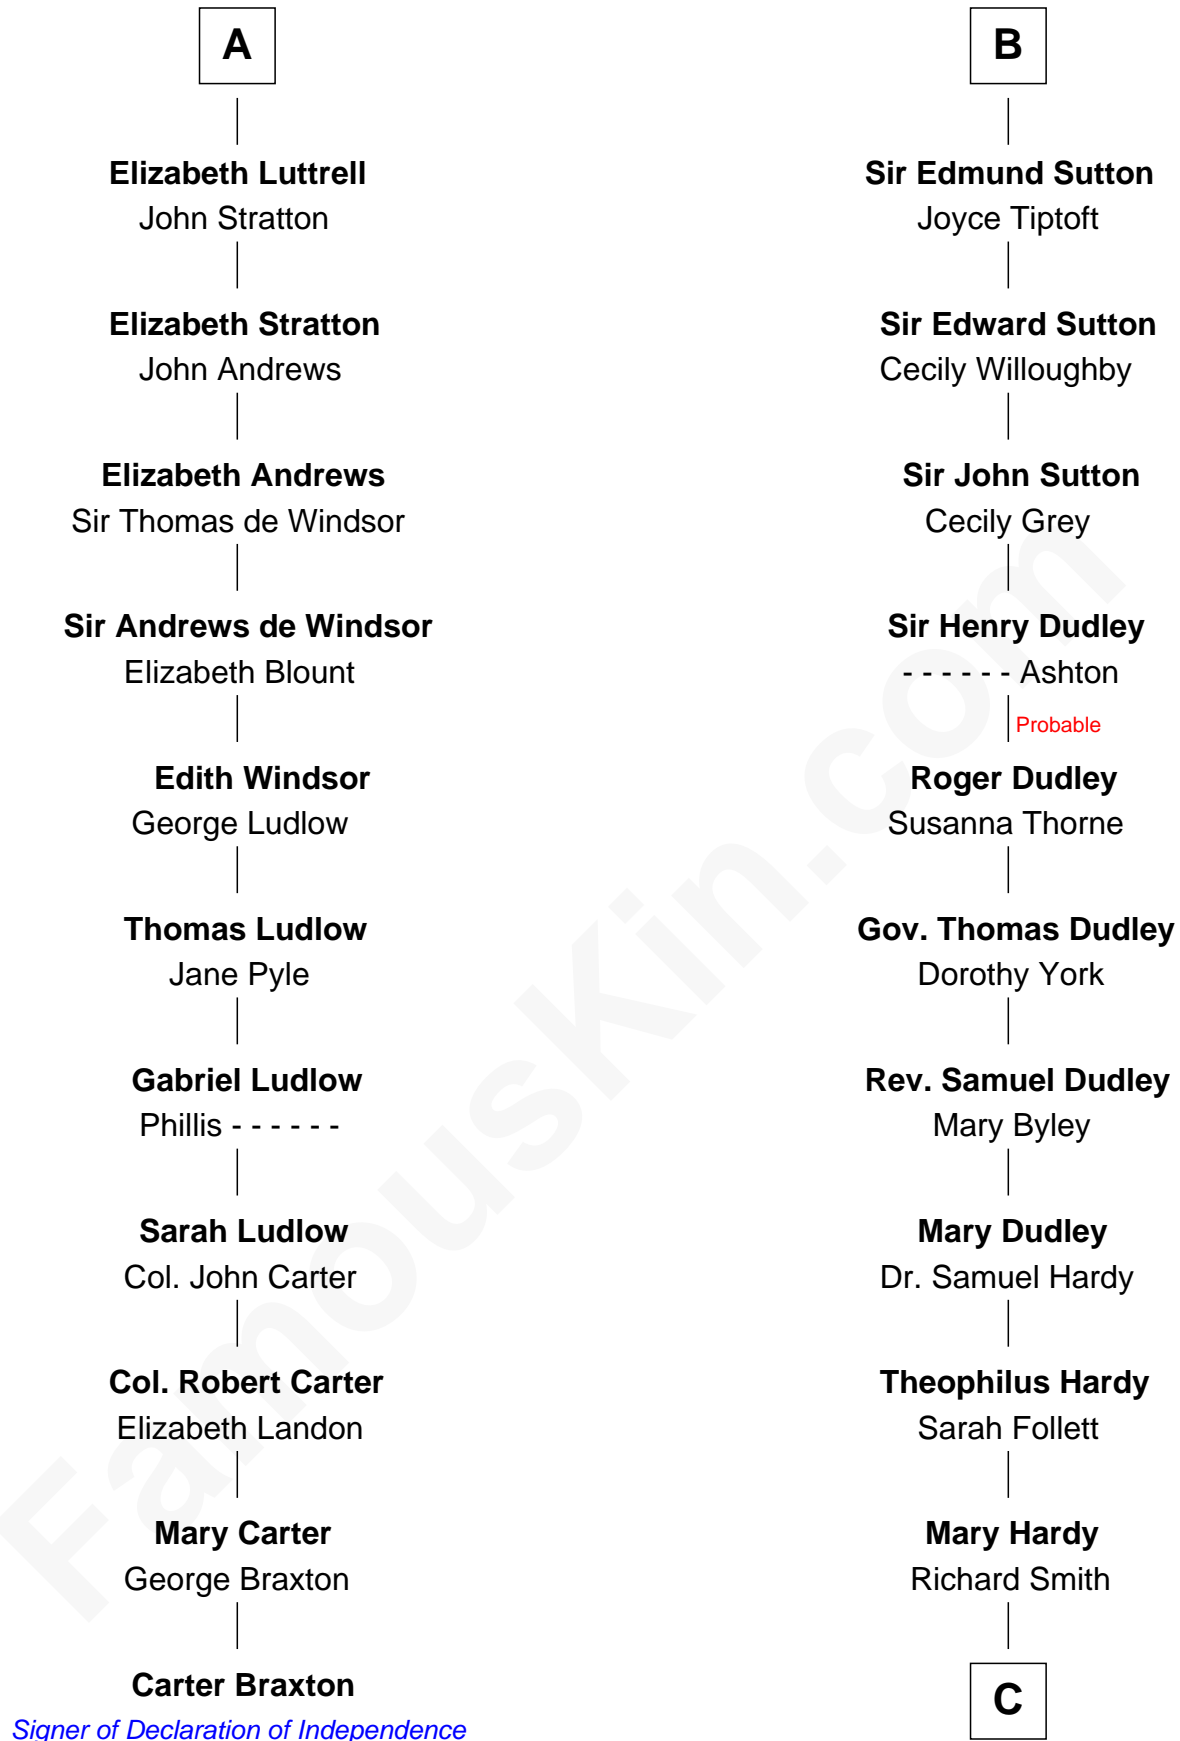 A
Elizabeth Luttrell
John Stratton
Elizabeth Stratton
John Andrews
Elizabeth Andrews
Sir Thomas de Windsor
Sir Andrews de Windsor
Elizabeth Blount
Edith Windsor
George Ludlow
Thomas Ludlow
Jane Pyle
Gabriel Ludlow
Phillis - - - - - -
Sarah Ludlow
Col. John Carter
Col. Robert Carter
Elizabeth Landon
Mary Carter
George Braxton
Carter Braxton
Signer of Declaration of Independence
B
Sir Edmund Sutton
Joyce Tiptoft
Sir Edward Sutton
Cecily Willoughby
Sir John Sutton
Cecily Grey
Sir Henry Dudley
- - - - - - Ashton
Probable
Roger Dudley
Susanna Thorne
Gov. Thomas Dudley
Dorothy York
Rev. Samuel Dudley
Mary Byley
Mary Dudley
Dr. Samuel Hardy
Theophilus Hardy
Sarah Follett
Mary Hardy
Richard Smith
C
FamousKin.com